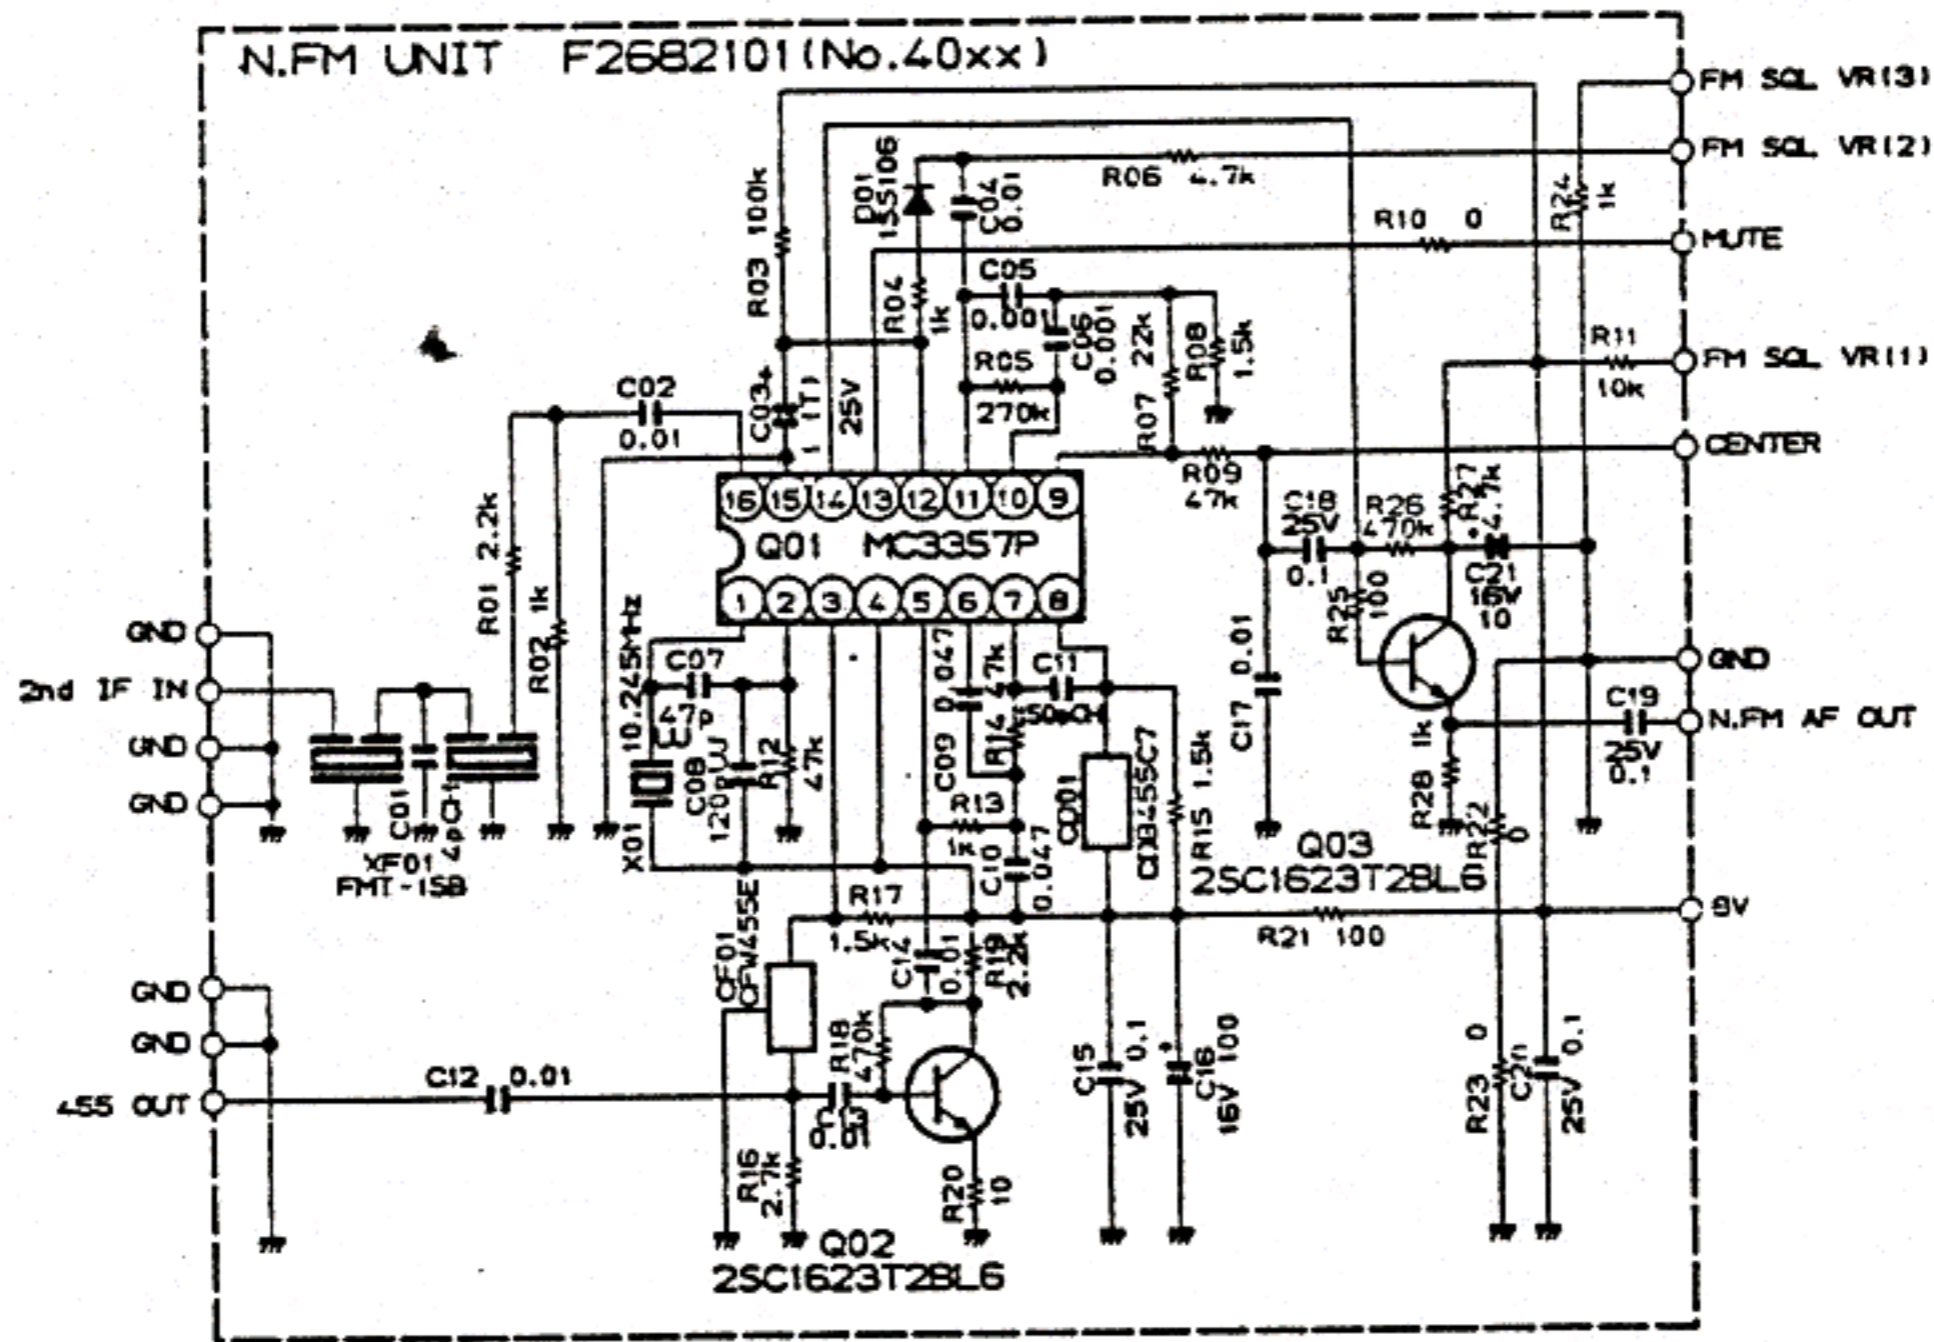 N.FM UNIT F2682101(No.40xx)
FM SQL VR(3)
FM SQL VR(2)
MUTE
FM SQL VR(1)
CENTER
GND
N.FM AF OUT
8V
GND
2nd IF IN
GND
GND
GND
GND
455 OUT
R03 100k
D01
1SS106
C04
0.01
R06 4.7k
R24
1k
R10 0
R04
1k
C05
0.001
C06
0.001
R05
270k
R07 22k
R08
1.5k
R11
10k
C02
0.01
C03 +
1 (T)
25V
R09
47k
R01 2.2k
R02 1k
16 15 14 13 12 11 10 9
Q01 MC3357P
1 2 3 4 5 6 7 8
C18
25V
0.1
R26
470k
R27
4.7k
C21
16V
10
R25
100
X01 10.245MHz
C07
47p
C08
120p
R12
47k
C09 0.047
R14 47k
C11
R13
1k
C10
0.047
CD01
CDB455C7
R15 1.5k
C17 0.01
R28 1k
C19
25V
0.1
R22
0
Q03
2SC1623T2BL6
C01
XF01
FMT-15B
R17
1.5k
CF01
CFW455E
C14
0.01
R19
2.2k
R21 100
R18
470k
C12 0.01
0.01
C15
25V 0.1
C16
16V 100
R23 0
C20
25V 0.1
R16
2.7k
R20
10
Q02
2SC1623T2BL6